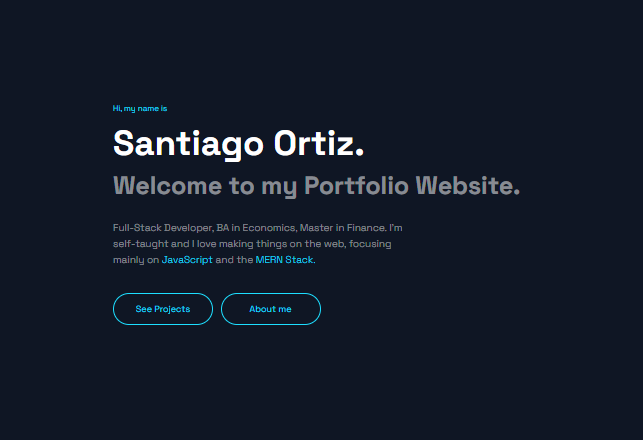 Hi, my name is
Santiago Ortiz.
Welcome to my Portfolio Website.
Full-Stack Developer, BA in Economics, Master in Finance. I'm
self-taught and I love making things on the web, focusing
mainly on JavaScript and the MERN Stack.
See Projects
About me